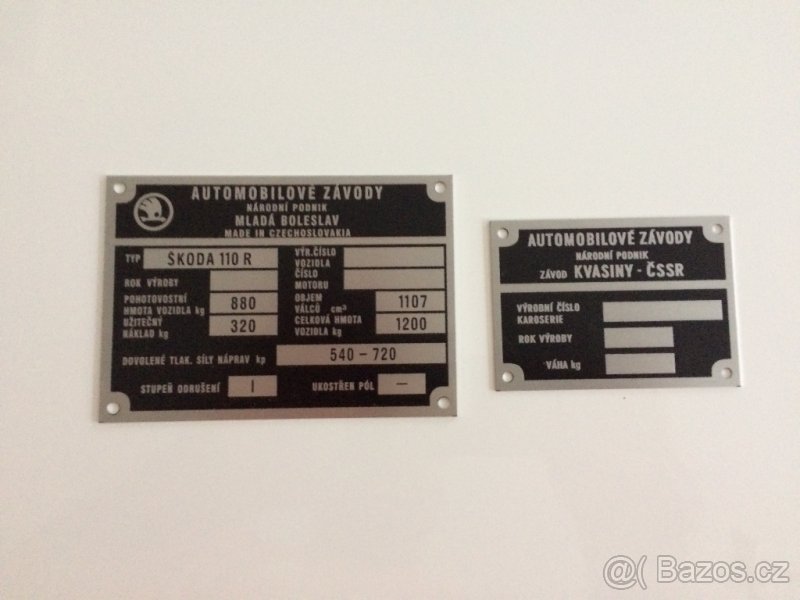 AUTOMOBILOVÉ ZÁVODY
NÁRODNÍ PODNIK
MLADÁ BOLESLAV
MADE IN CZECHOSLOVAKIA
TYP ŠKODA 110 R
ROK VÝROBY
POHOTOVOSTNÍ
HMOTA VOZIDLA kg 880
UŽITEČNÝ
NÁKLAD kg 320
VÝR.ČÍSLO
VOZIDLA
ČÍSLO
MOTORU
OBJEM
VÁLCŮ cm³ 1107
CELKOVÁ HMOTA
VOZIDLA kg 1200
DOVOLENÉ TLAK. SÍLY NÁPRAV kp 540 – 720
STUPEŇ ODRUŠENÍ I UKOSTŘEN PÓL —
AUTOMOBILOVÉ ZÁVODY
NÁRODNÍ PODNIK
ZÁVOD KVASINY - ČSSR
VÝROBNÍ ČÍSLO
KAROSERIE
ROK VÝROBY
VÁHA kg
@( Bazos.cz